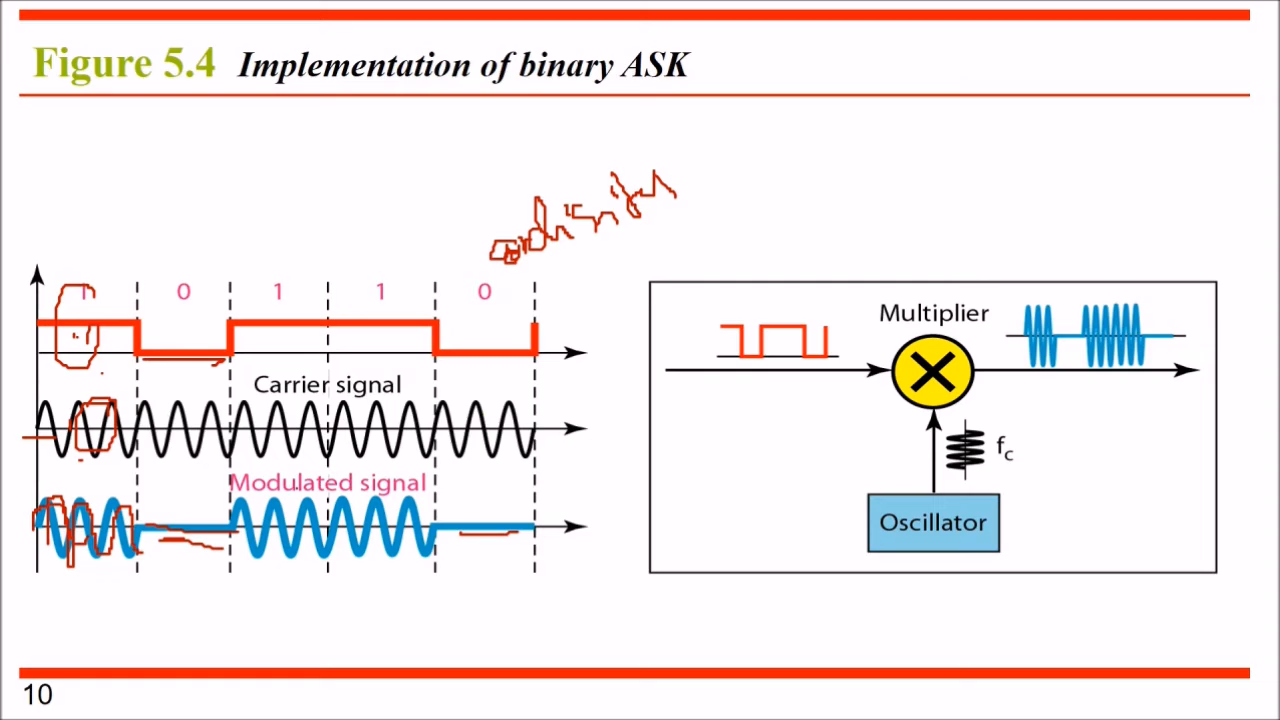 Figure 5.4 Implementation of binary ASK
1 0 1 1 0
Carrier signal
Modulated signal
Multiplier
fc
Oscillator
10